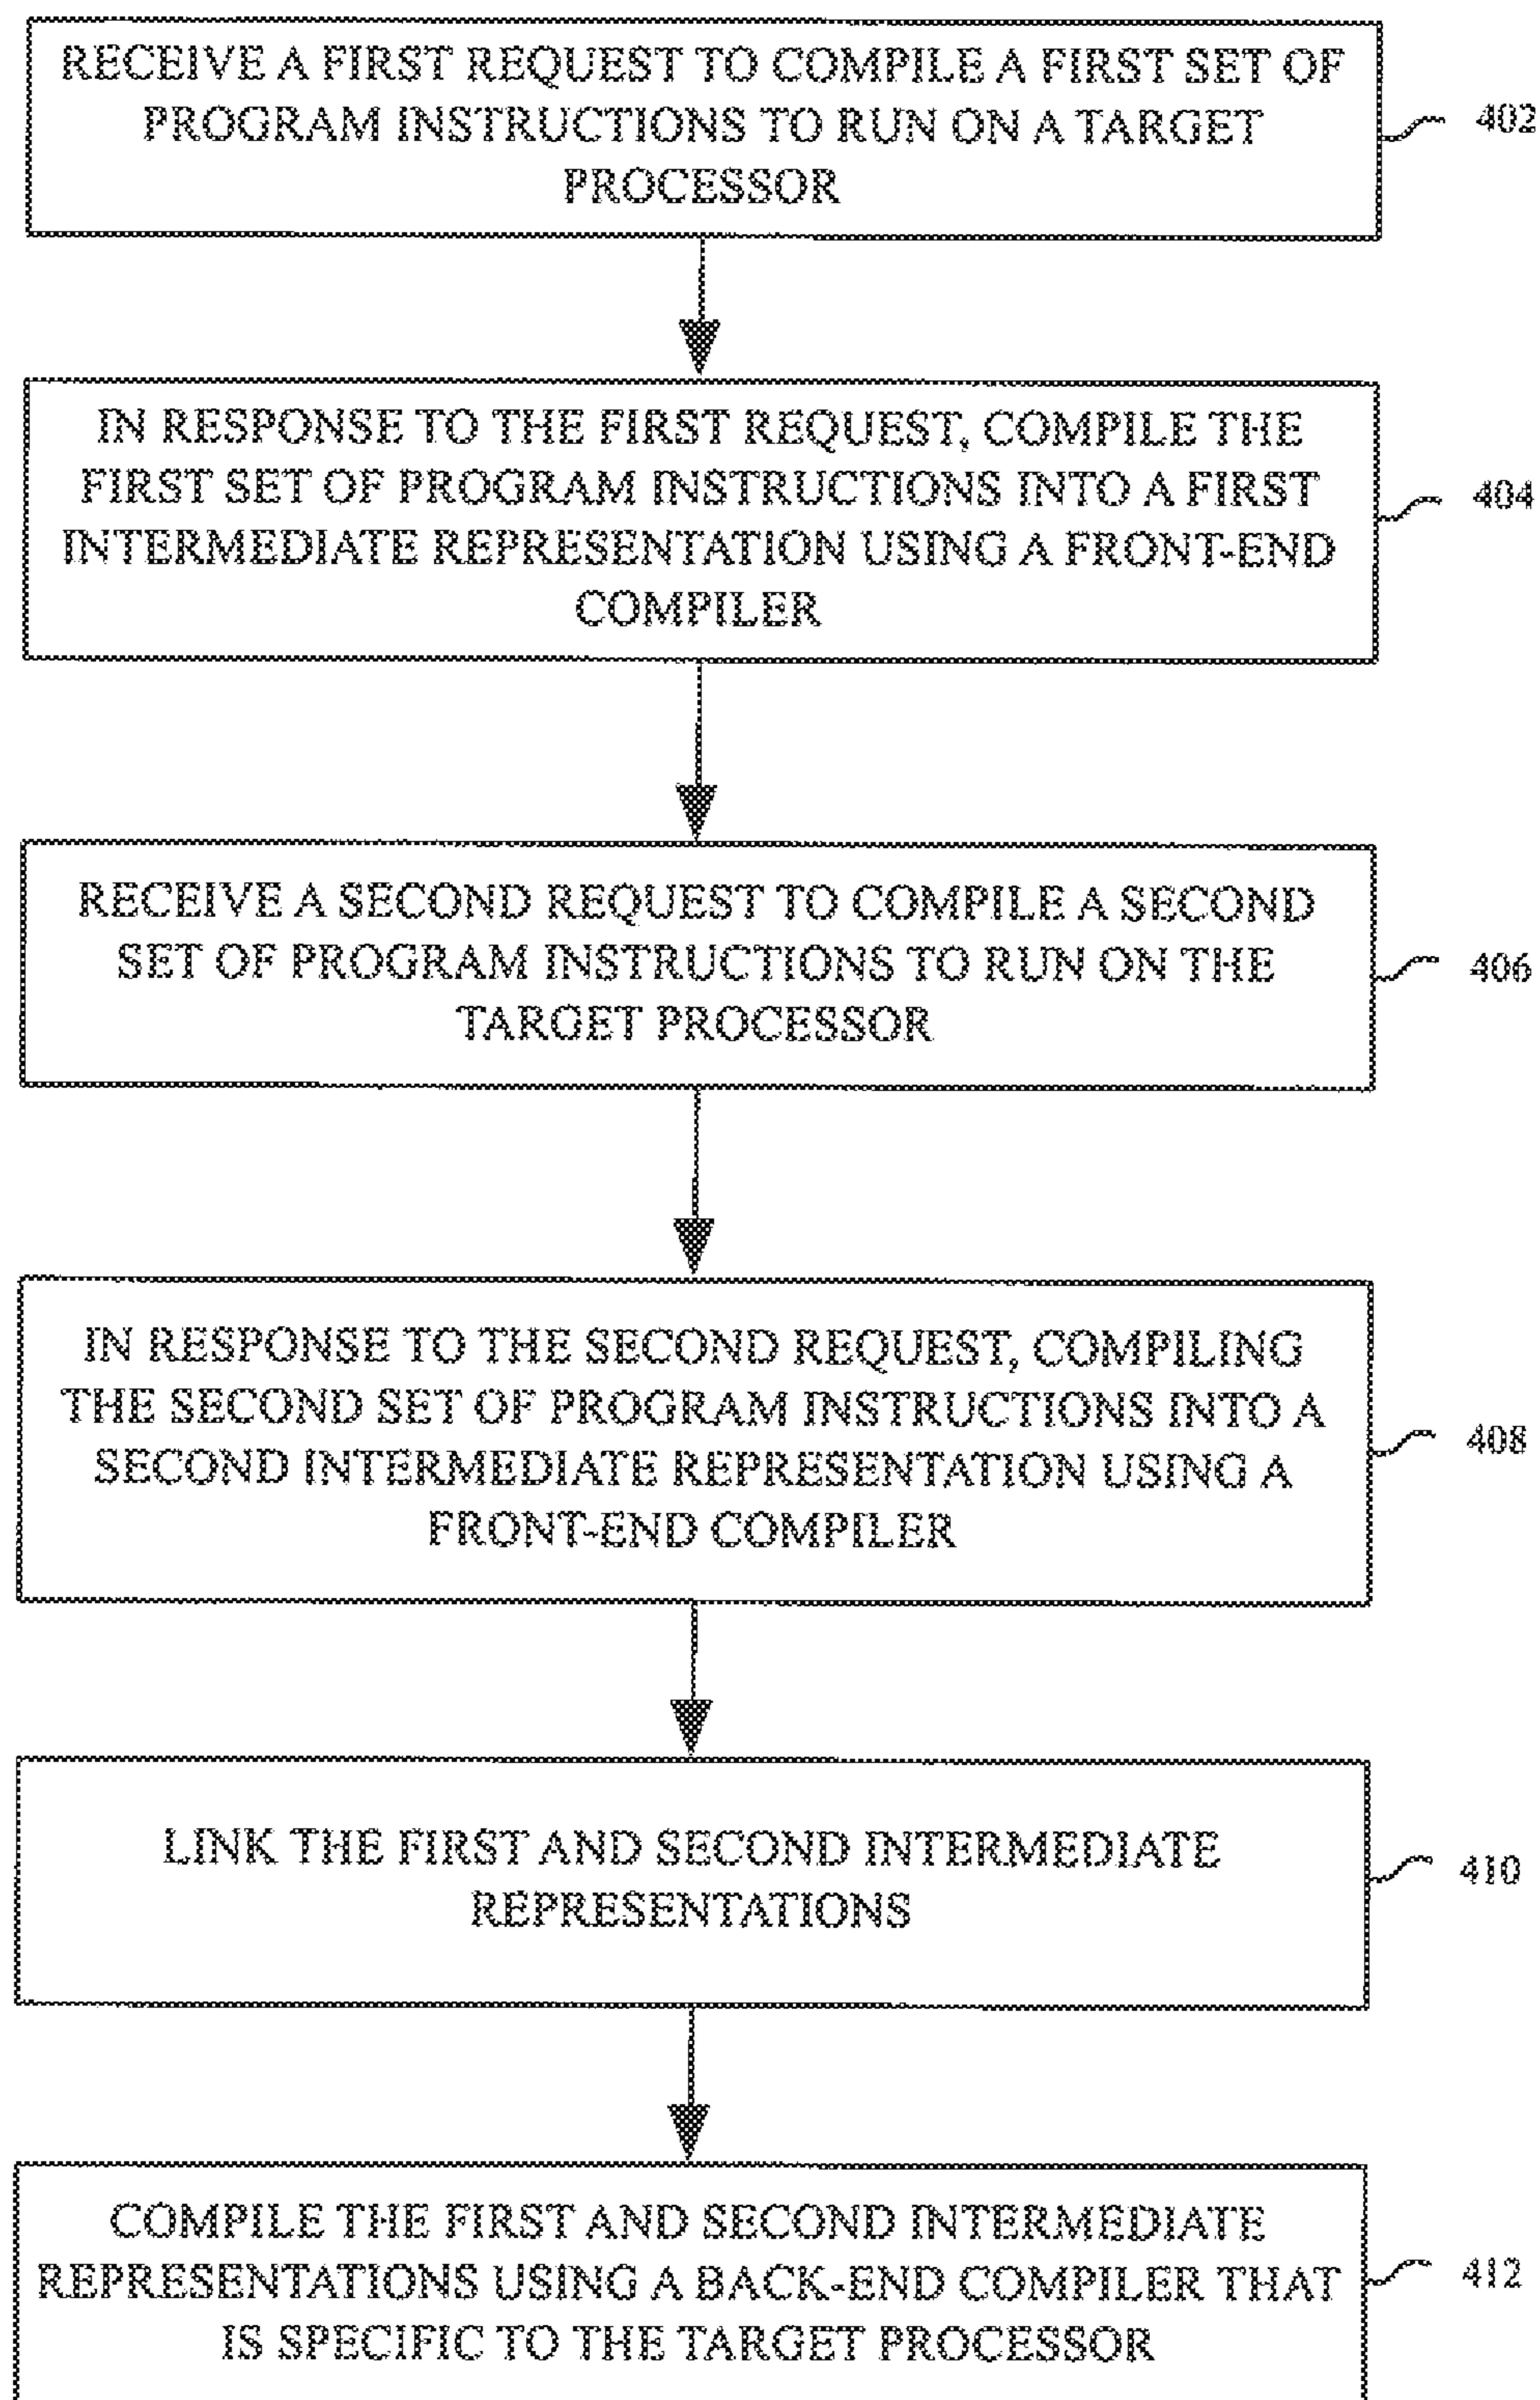 RECEIVE A FIRST REQUEST TO COMPILE A FIRST SET OF
PROGRAM INSTRUCTIONS TO RUN ON A TARGET
PROCESSOR
402
IN RESPONSE TO THE FIRST REQUEST, COMPILE THE
FIRST SET OF PROGRAM INSTRUCTIONS INTO A FIRST
INTERMEDIATE REPRESENTATION USING A FRONT-END
COMPILER
404
RECEIVE A SECOND REQUEST TO COMPILE A SECOND
SET OF PROGRAM INSTRUCTIONS TO RUN ON THE
TARGET PROCESSOR
406
IN RESPONSE TO THE SECOND REQUEST, COMPILING
THE SECOND SET OF PROGRAM INSTRUCTIONS INTO A
SECOND INTERMEDIATE REPRESENTATION USING A
FRONT-END COMPILER
408
LINK THE FIRST AND SECOND INTERMEDIATE
REPRESENTATIONS
410
COMPILE THE FIRST AND SECOND INTERMEDIATE
REPRESENTATIONS USING A BACK-END COMPILER THAT
IS SPECIFIC TO THE TARGET PROCESSOR
412